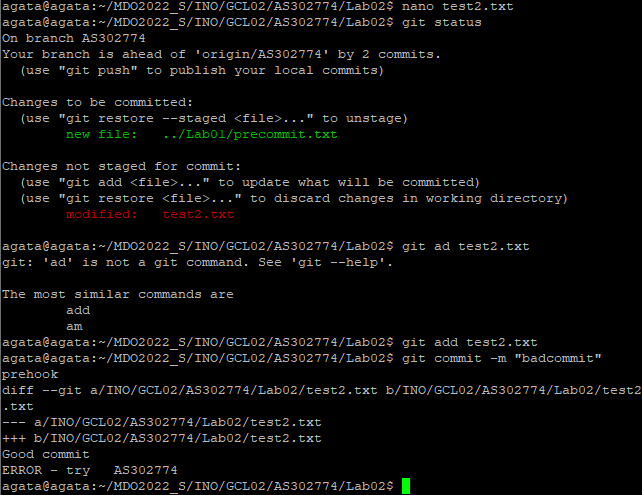 agata@agata:~/MDO2022_S/INO/GCL02/AS302774/Lab02$ nano test2.txt
agata@agata:~/MDO2022_S/INO/GCL02/AS302774/Lab02$ git status
On branch AS302774
Your branch is ahead of 'origin/AS302774' by 2 commits.
  (use "git push" to publish your local commits)

Changes to be committed:
  (use "git restore --staged <file>..." to unstage)
        new file:   ../Lab01/precommit.txt

Changes not staged for commit:
  (use "git add <file>..." to update what will be committed)
  (use "git restore <file>..." to discard changes in working directory)
        modified:   test2.txt

agata@agata:~/MDO2022_S/INO/GCL02/AS302774/Lab02$ git ad test2.txt
git: 'ad' is not a git command. See 'git --help'.

The most similar commands are
        add
        am
agata@agata:~/MDO2022_S/INO/GCL02/AS302774/Lab02$ git add test2.txt
agata@agata:~/MDO2022_S/INO/GCL02/AS302774/Lab02$ git commit -m "badcommit"
prehook
diff --git a/INO/GCL02/AS302774/Lab02/test2.txt b/INO/GCL02/AS302774/Lab02/test2
.txt
--- a/INO/GCL02/AS302774/Lab02/test2.txt
+++ b/INO/GCL02/AS302774/Lab02/test2.txt
Good commit
ERROR - try   AS302774
agata@agata:~/MDO2022_S/INO/GCL02/AS302774/Lab02$